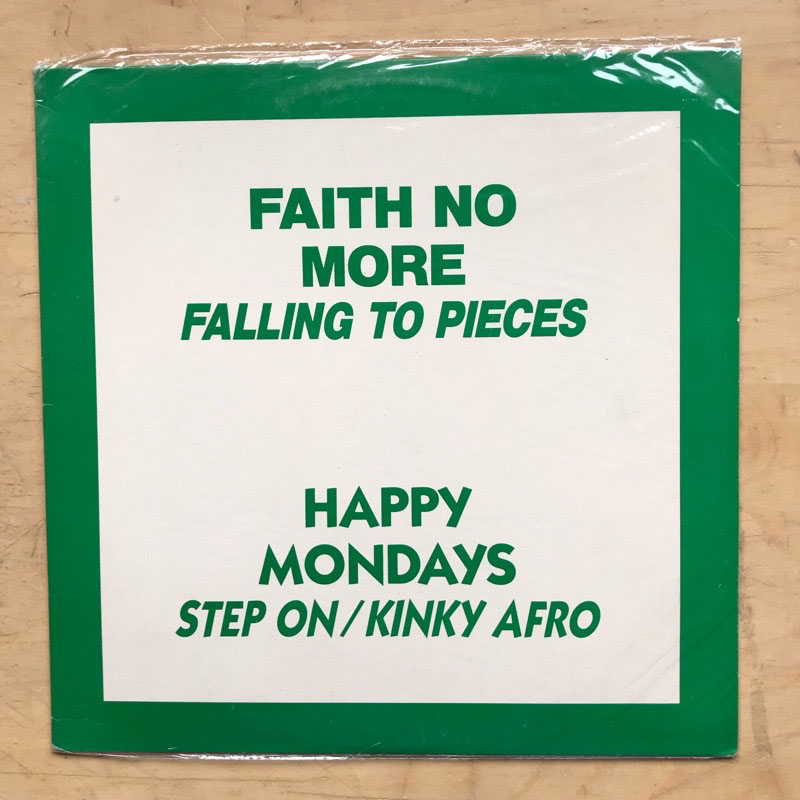 FAITH NO
MORE
FALLING TO PIECES
HAPPY
MONDAYS
STEP ON/KINKY AFRO